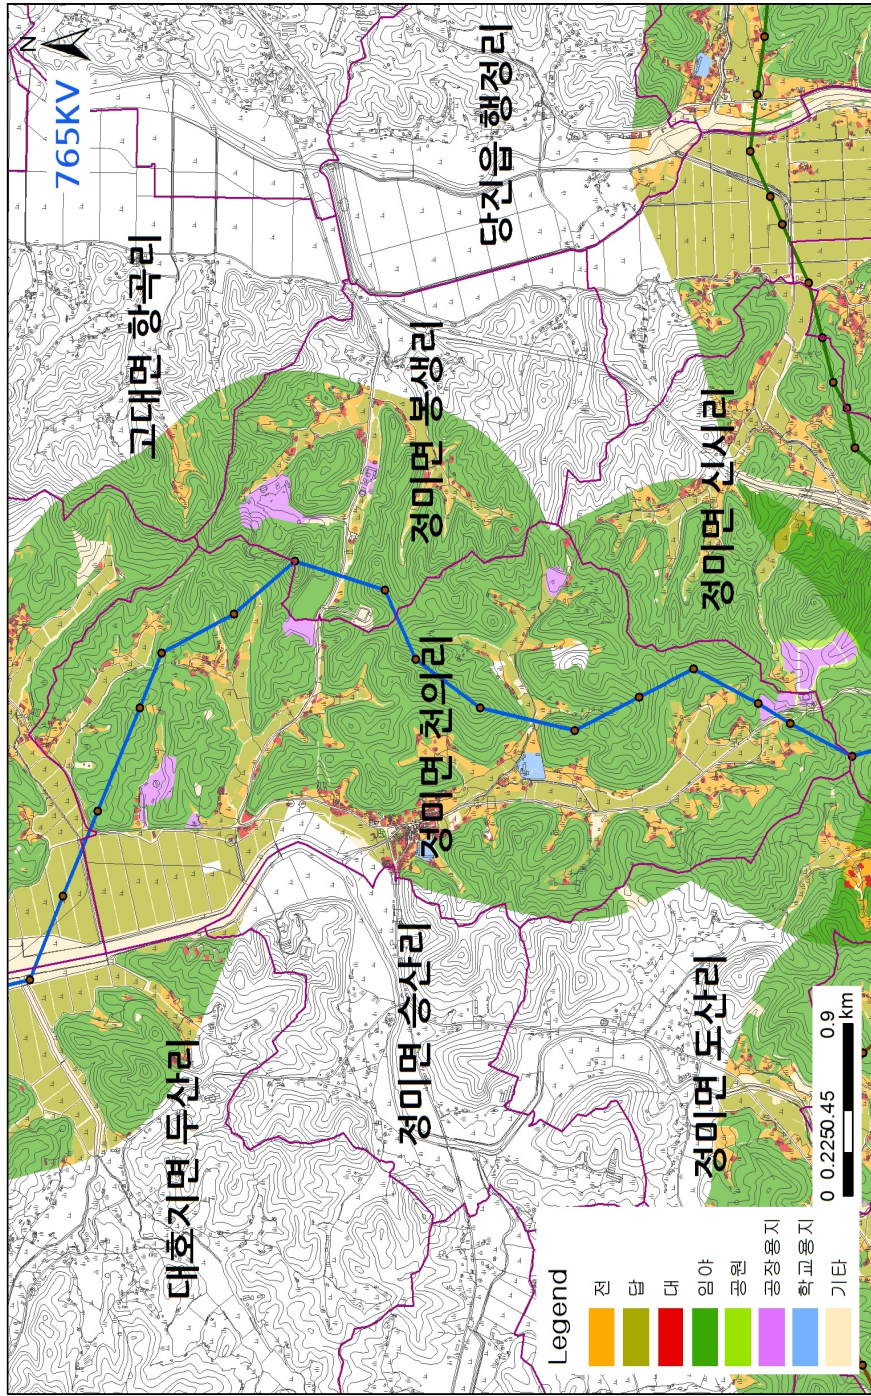 N
765KV
고대면 항곡리
당진읍 행정리
정미면 봉생리
정미면 신시리
정미면 천의리
대호지면 두산리
정미면 승산리
정미면 도산리
Legend
전
답
대
임야
공원
공장용지
학교용지
기타
0 0.2250.45 0.9
km